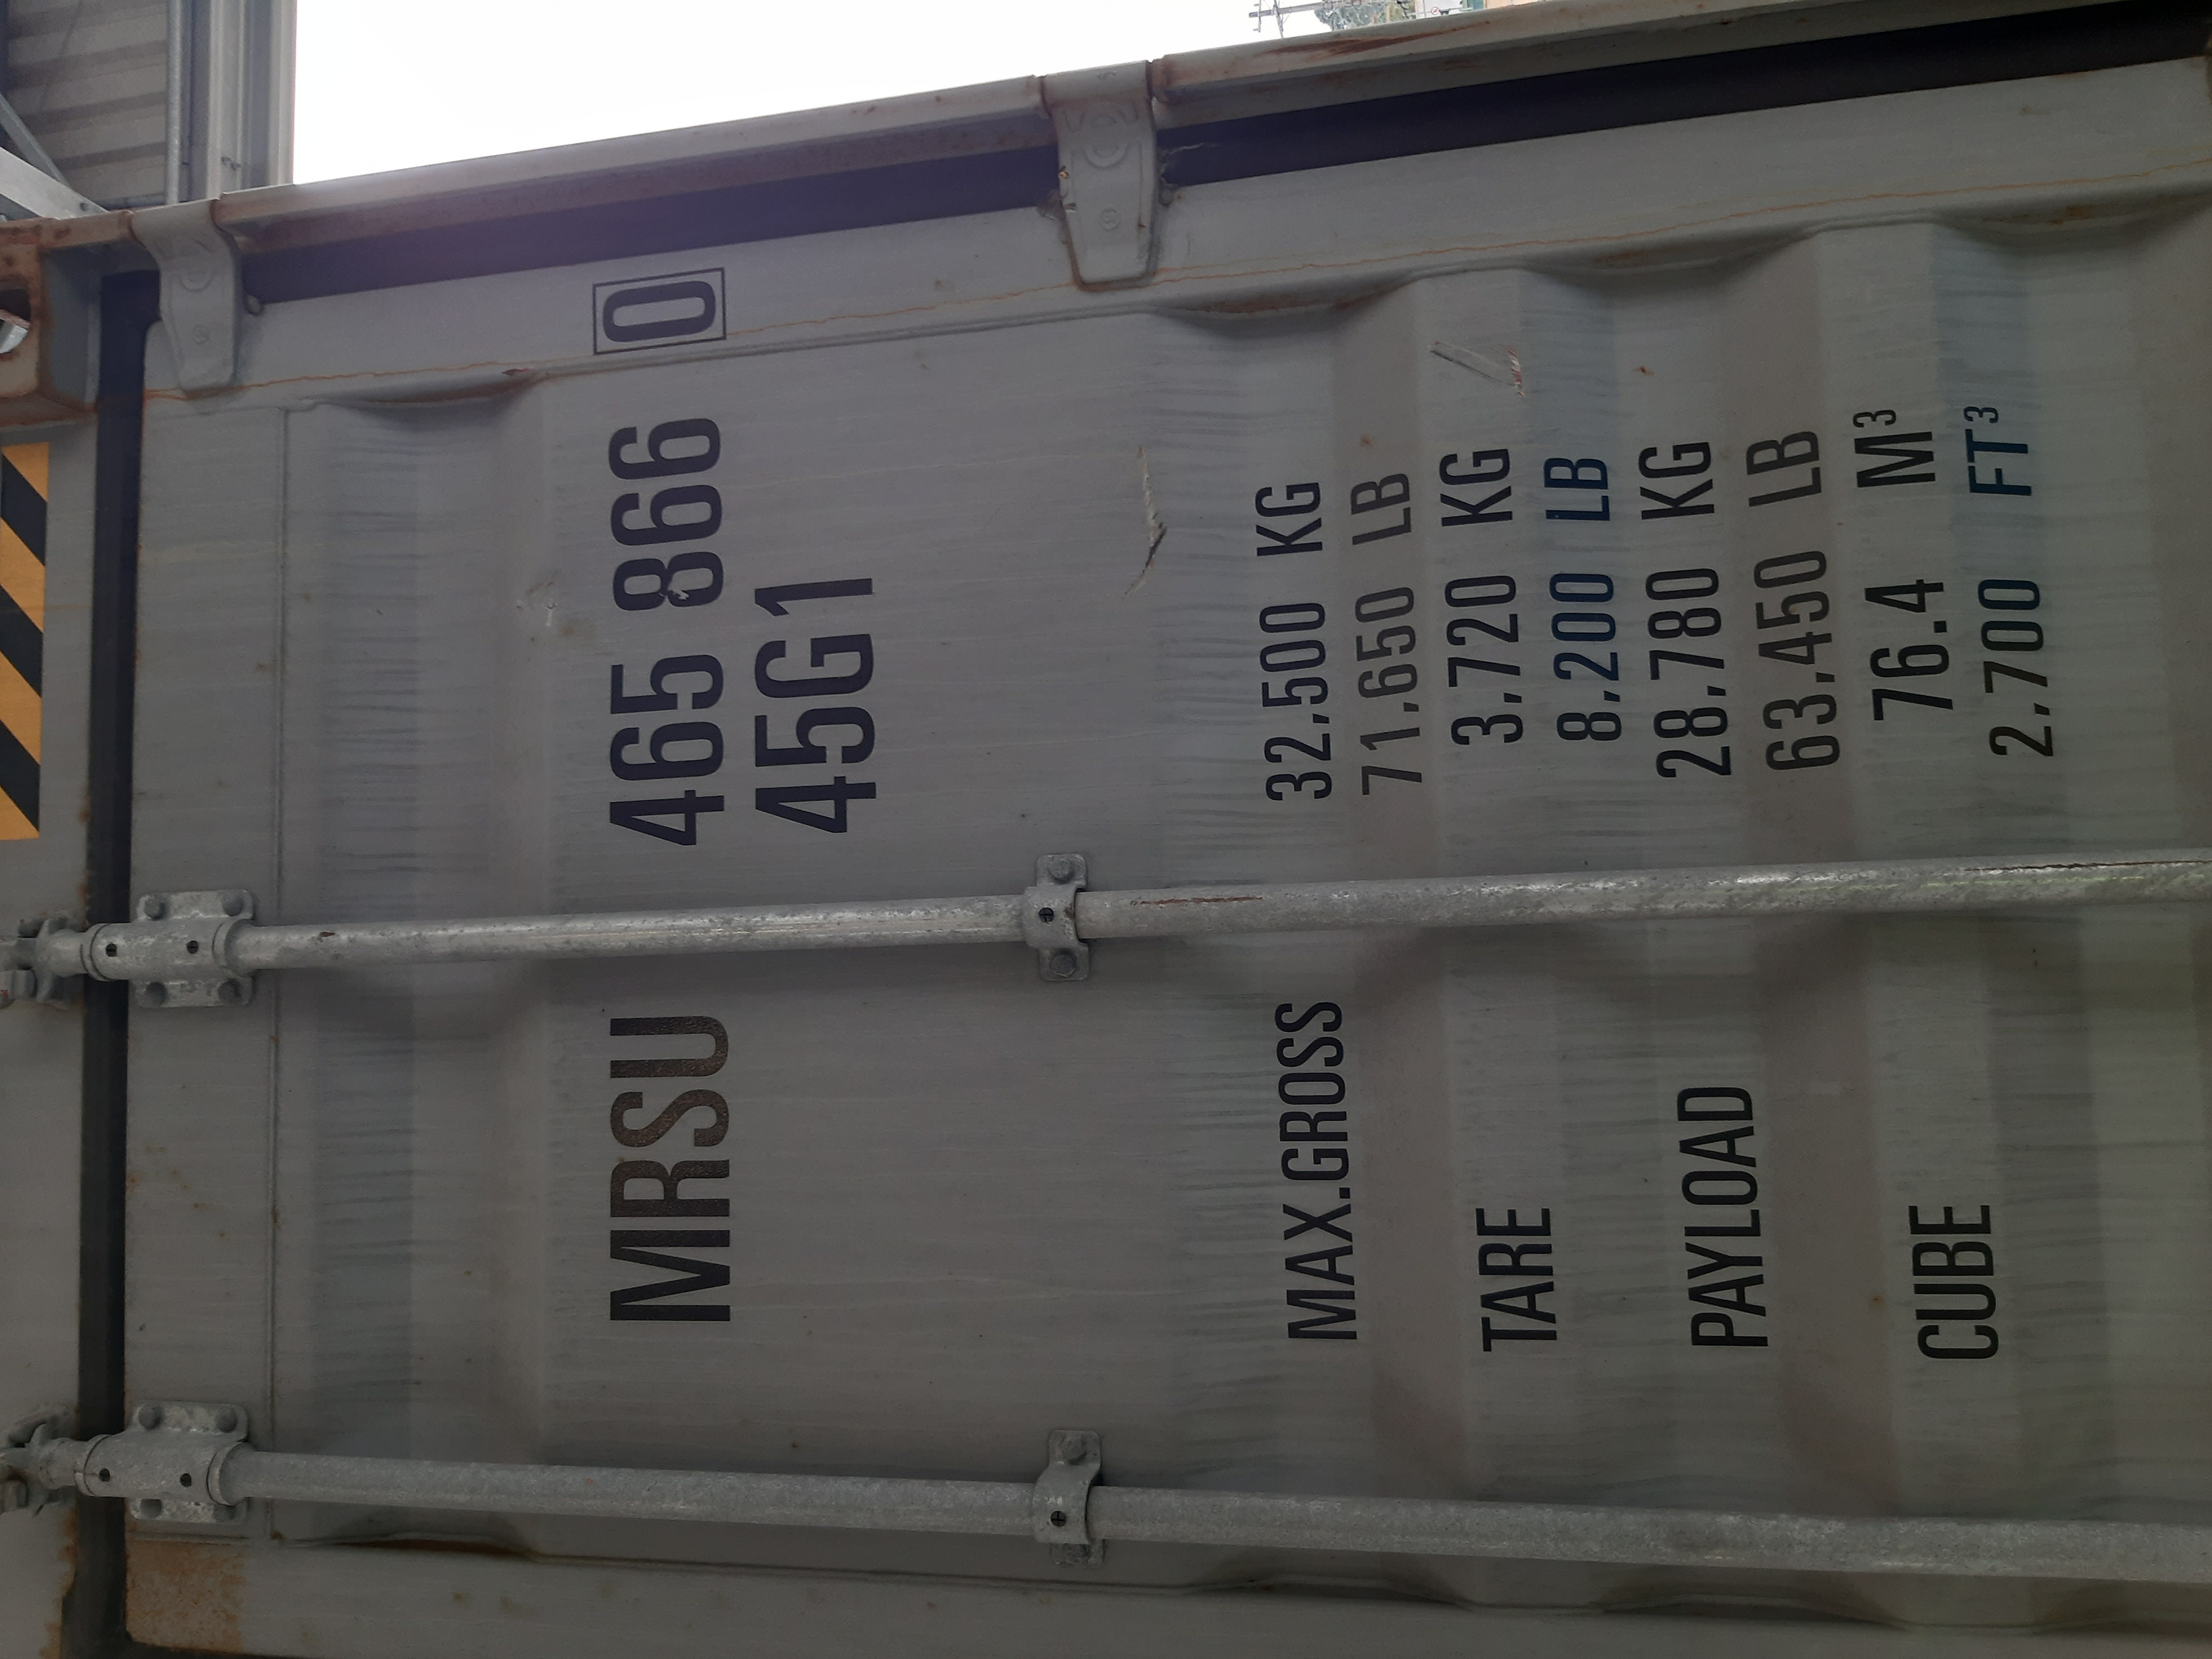 MRSU 465 866 0
45G1
MAX.GROSS 32,500 KG
71,650 LB
TARE 3,720 KG
8,200 LB
PAYLOAD 28,780 KG
63,450 LB
CUBE 76.4 M³
2,700 FT³